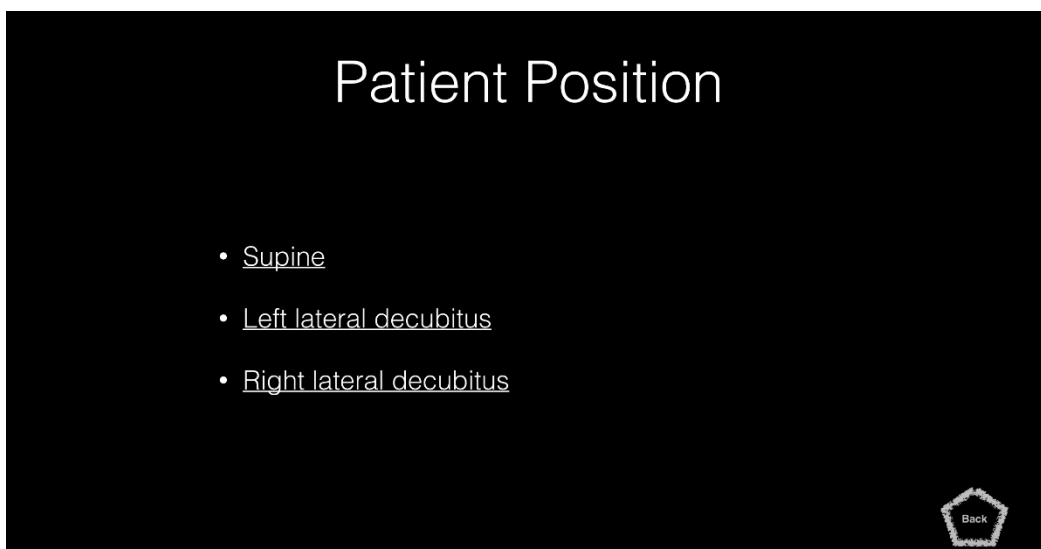 Patient Position
• Supine
• Left lateral decubitus
• Right lateral decubitus
Back